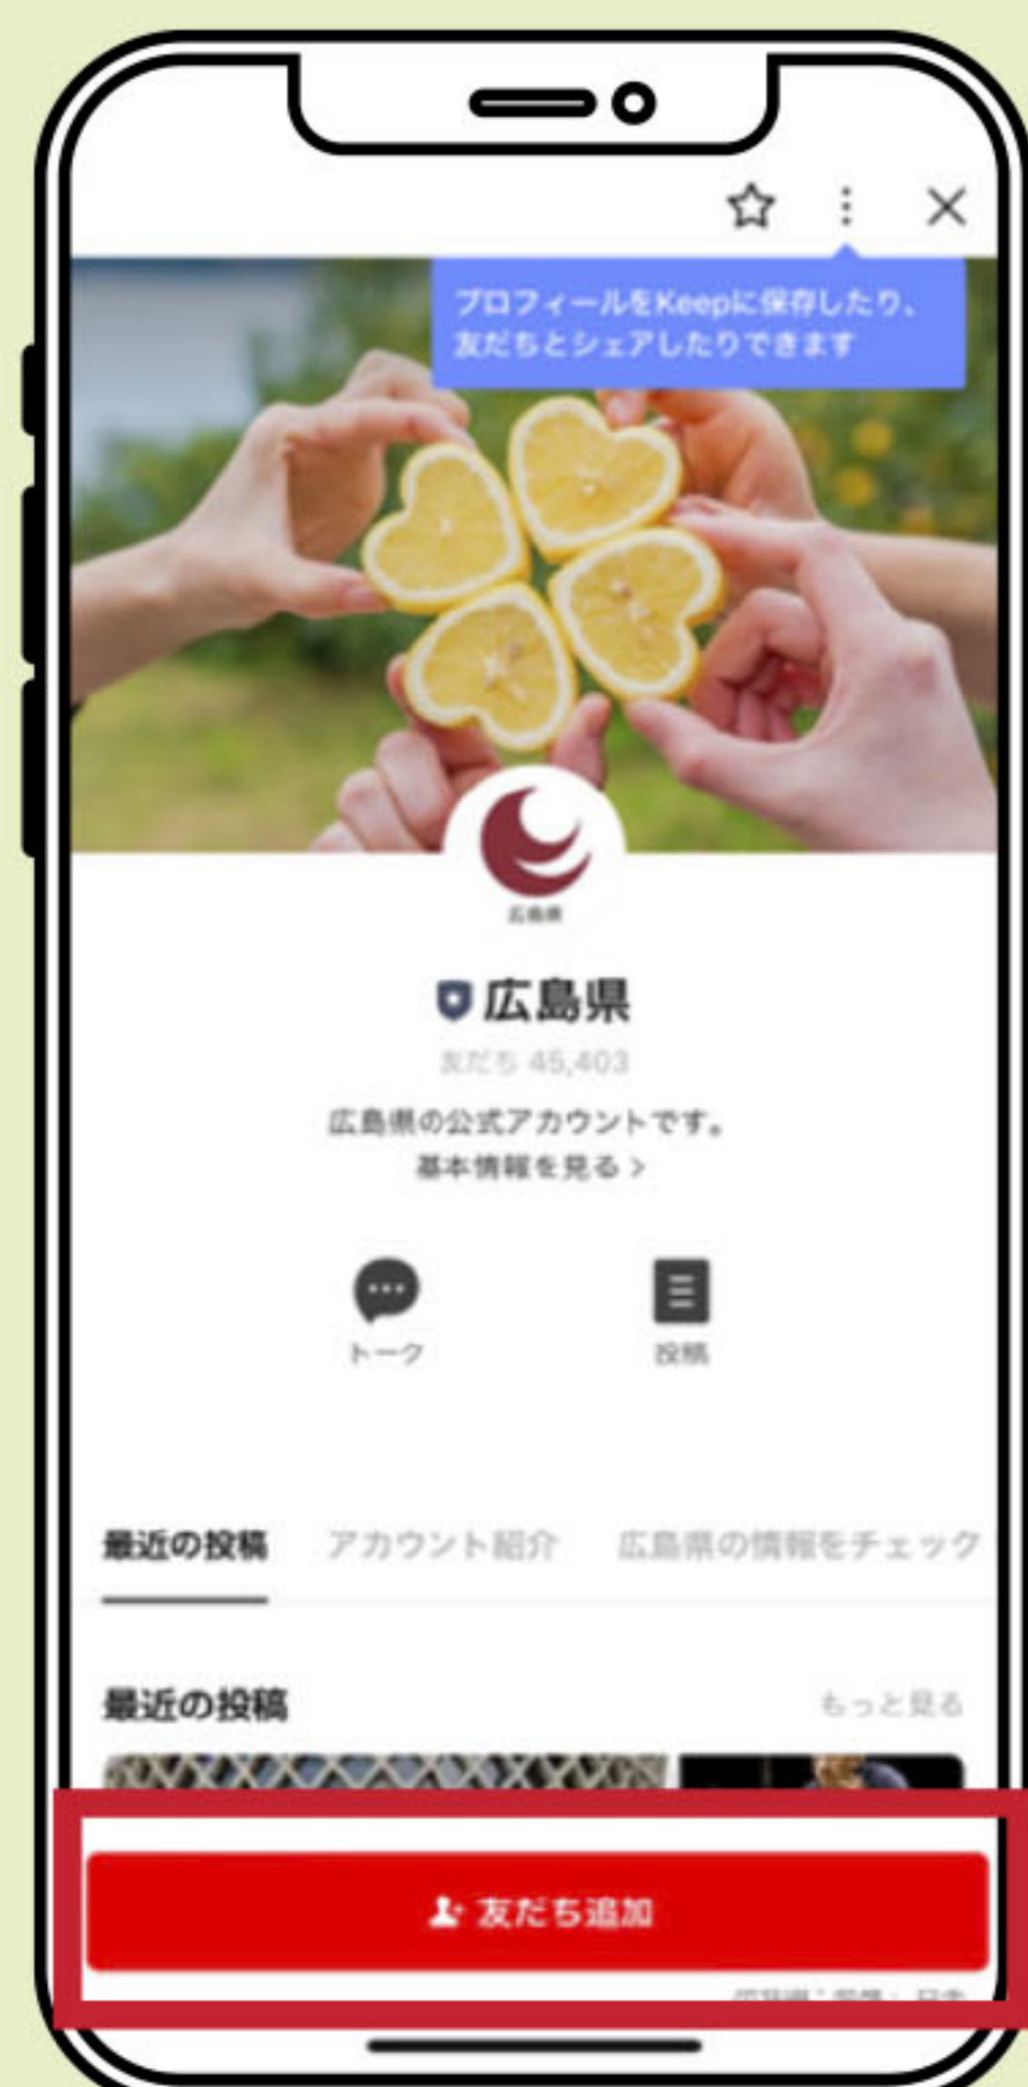 プロフィールをKeepに保存したり、
友だちとシェアしたりできます
広島県
広島県
友だち 45,403
広島県の公式アカウントです。
基本情報を見る >
トーク
投稿
最近の投稿
アカウント紹介
広島県の情報をチェック
最近の投稿
もっと見る
友だち追加